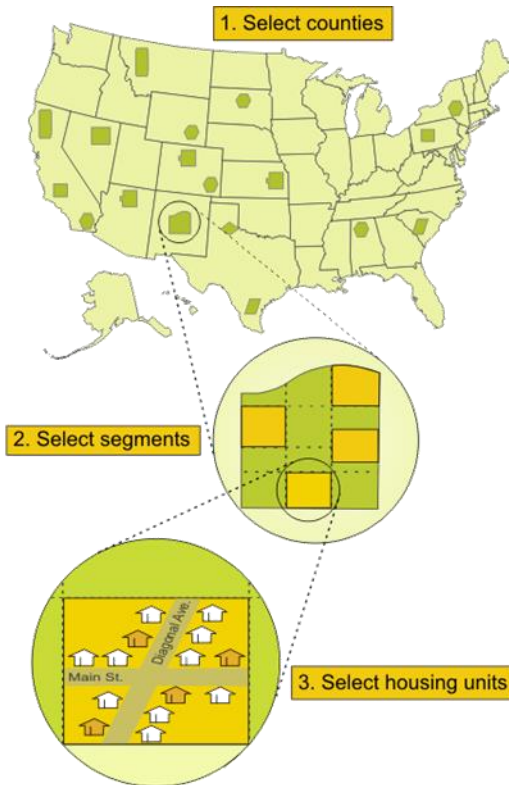 1. Select counties
2. Select segments
Diagonal Ave.
Main St.
3. Select housing units